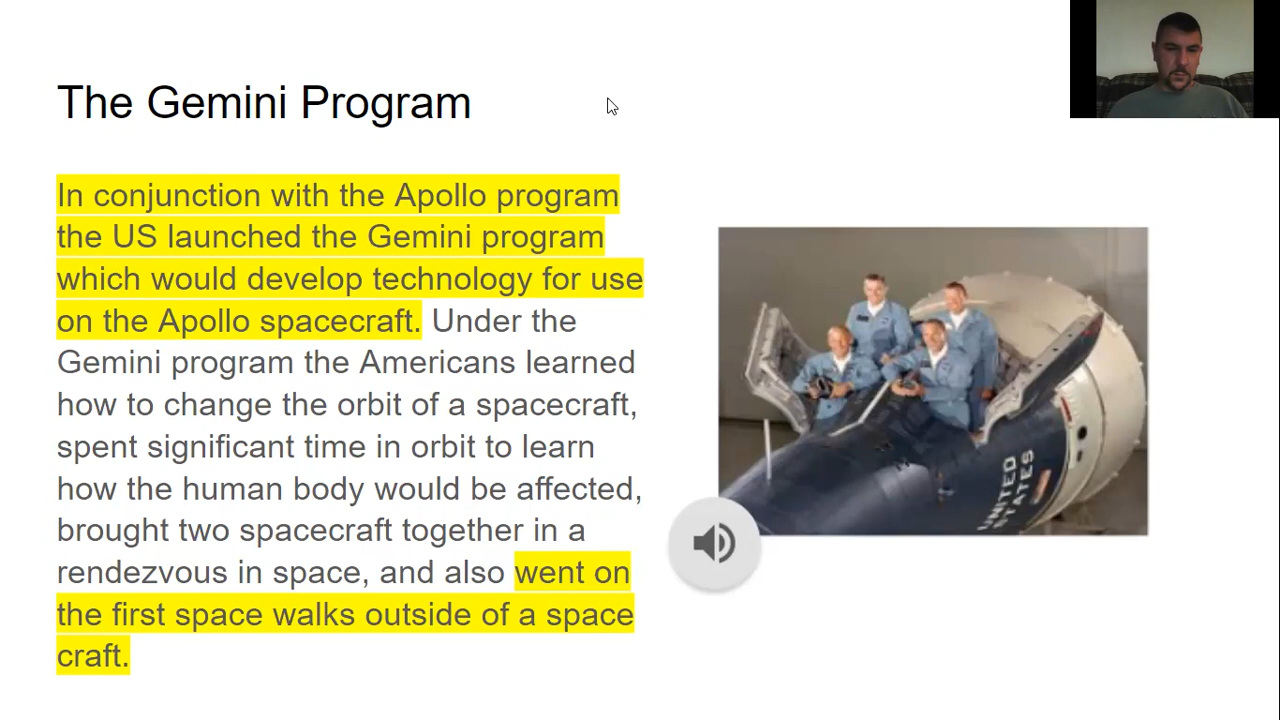 The Gemini Program
In conjunction with the Apollo program
the US launched the Gemini program
which would develop technology for use
on the Apollo spacecraft. Under the
Gemini program the Americans learned
how to change the orbit of a spacecraft,
spent significant time in orbit to learn
how the human body would be affected,
brought two spacecraft together in a
rendezvous in space, and also went on
the first space walks outside of a space
craft.
UNITED
STATES